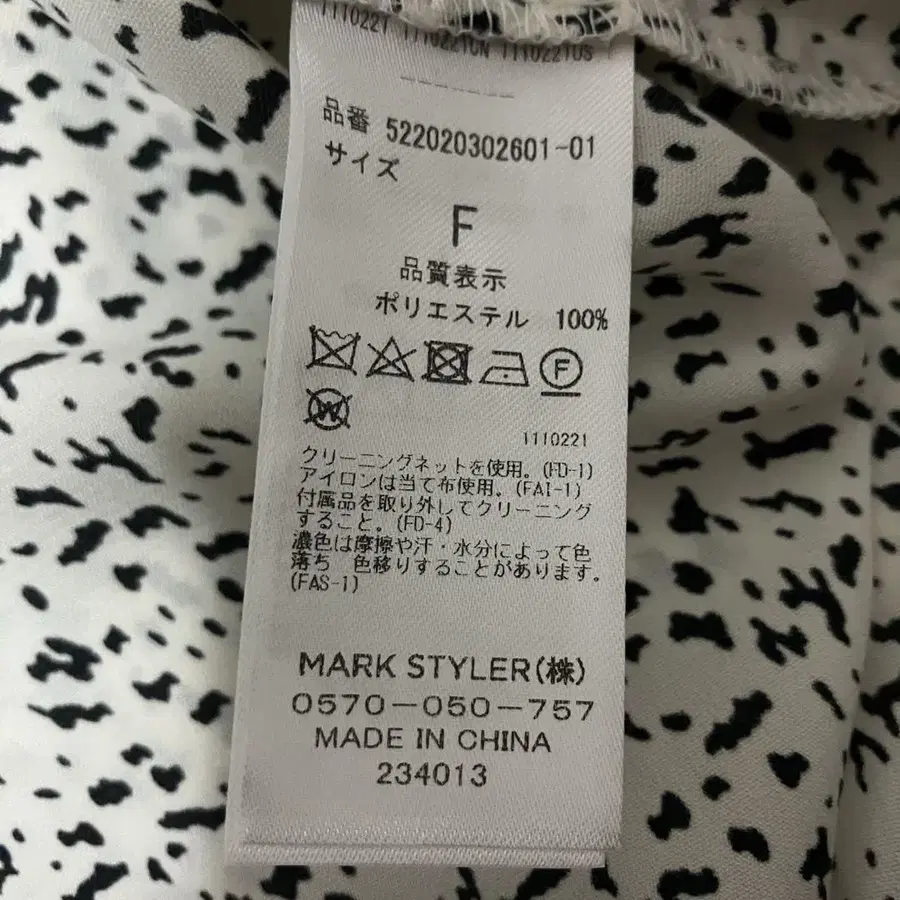 1110221 1110221CN 1110221US
品番 522020302601-01
サイズ
F
品質表示
ポリエステル 100%
F
W
1110221
クリーニングネットを使用。(FD-1)
アイロンは当て布使用。(FAI-1)
付属品を取り外してクリーニング
すること。(FD-4)
濃色は摩擦や汗・水分によって色
落ち 色移りすることがあります。
(FAS-1)
MARK STYLER(株)
0570-050-757
MADE IN CHINA
234013